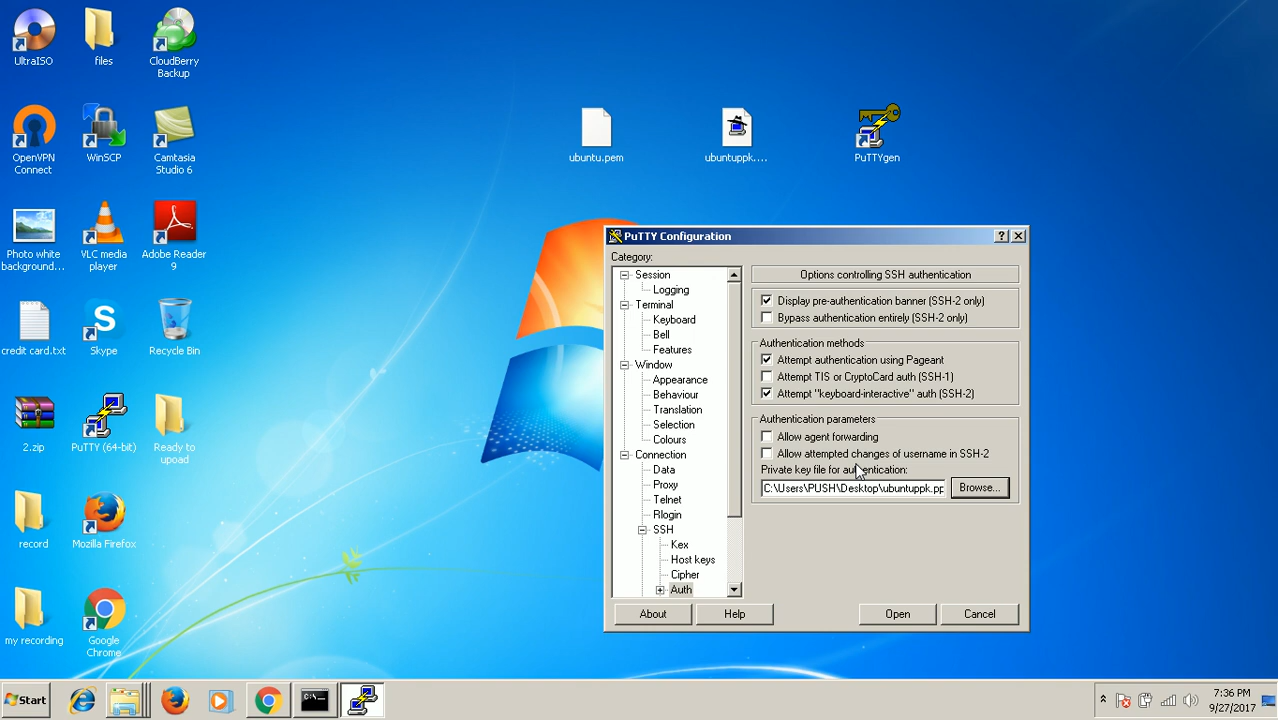 UltraISO
files
CloudBerry
Backup
OpenVPN
Connect
WinSCP
Camtasia
Studio 6
ubuntu.pem
ubuntuppk....
PuTTYgen
Photo white
background...
VLC media
player
Adobe Reader
9
credit card.txt
Skype
Recycle Bin
2.zip
PuTTY (64-bit)
Ready to
upoad
record
Mozilla Firefox
my recording
Google
Chrome
PuTTY Configuration
Category:
Session
Logging
Terminal
Keyboard
Bell
Features
Window
Appearance
Behaviour
Translation
Selection
Colours
Connection
Data
Proxy
Telnet
Rlogin
SSH
Kex
Host keys
Cipher
Auth
Options controlling SSH authentication
Display pre-authentication banner (SSH-2 only)
Bypass authentication entirely (SSH-2 only)
Authentication methods
Attempt authentication using Pageant
Attempt TIS or CryptoCard auth (SSH-1)
Attempt "keyboard-interactive" auth (SSH-2)
Authentication parameters
Allow agent forwarding
Allow attempted changes of username in SSH-2
Private key file for authentication:
C:\Users\PUSH\Desktop\ubuntuppk.pp
Browse...
About
Help
Open
Cancel
Start
C:\
7:36 PM
9/27/2017